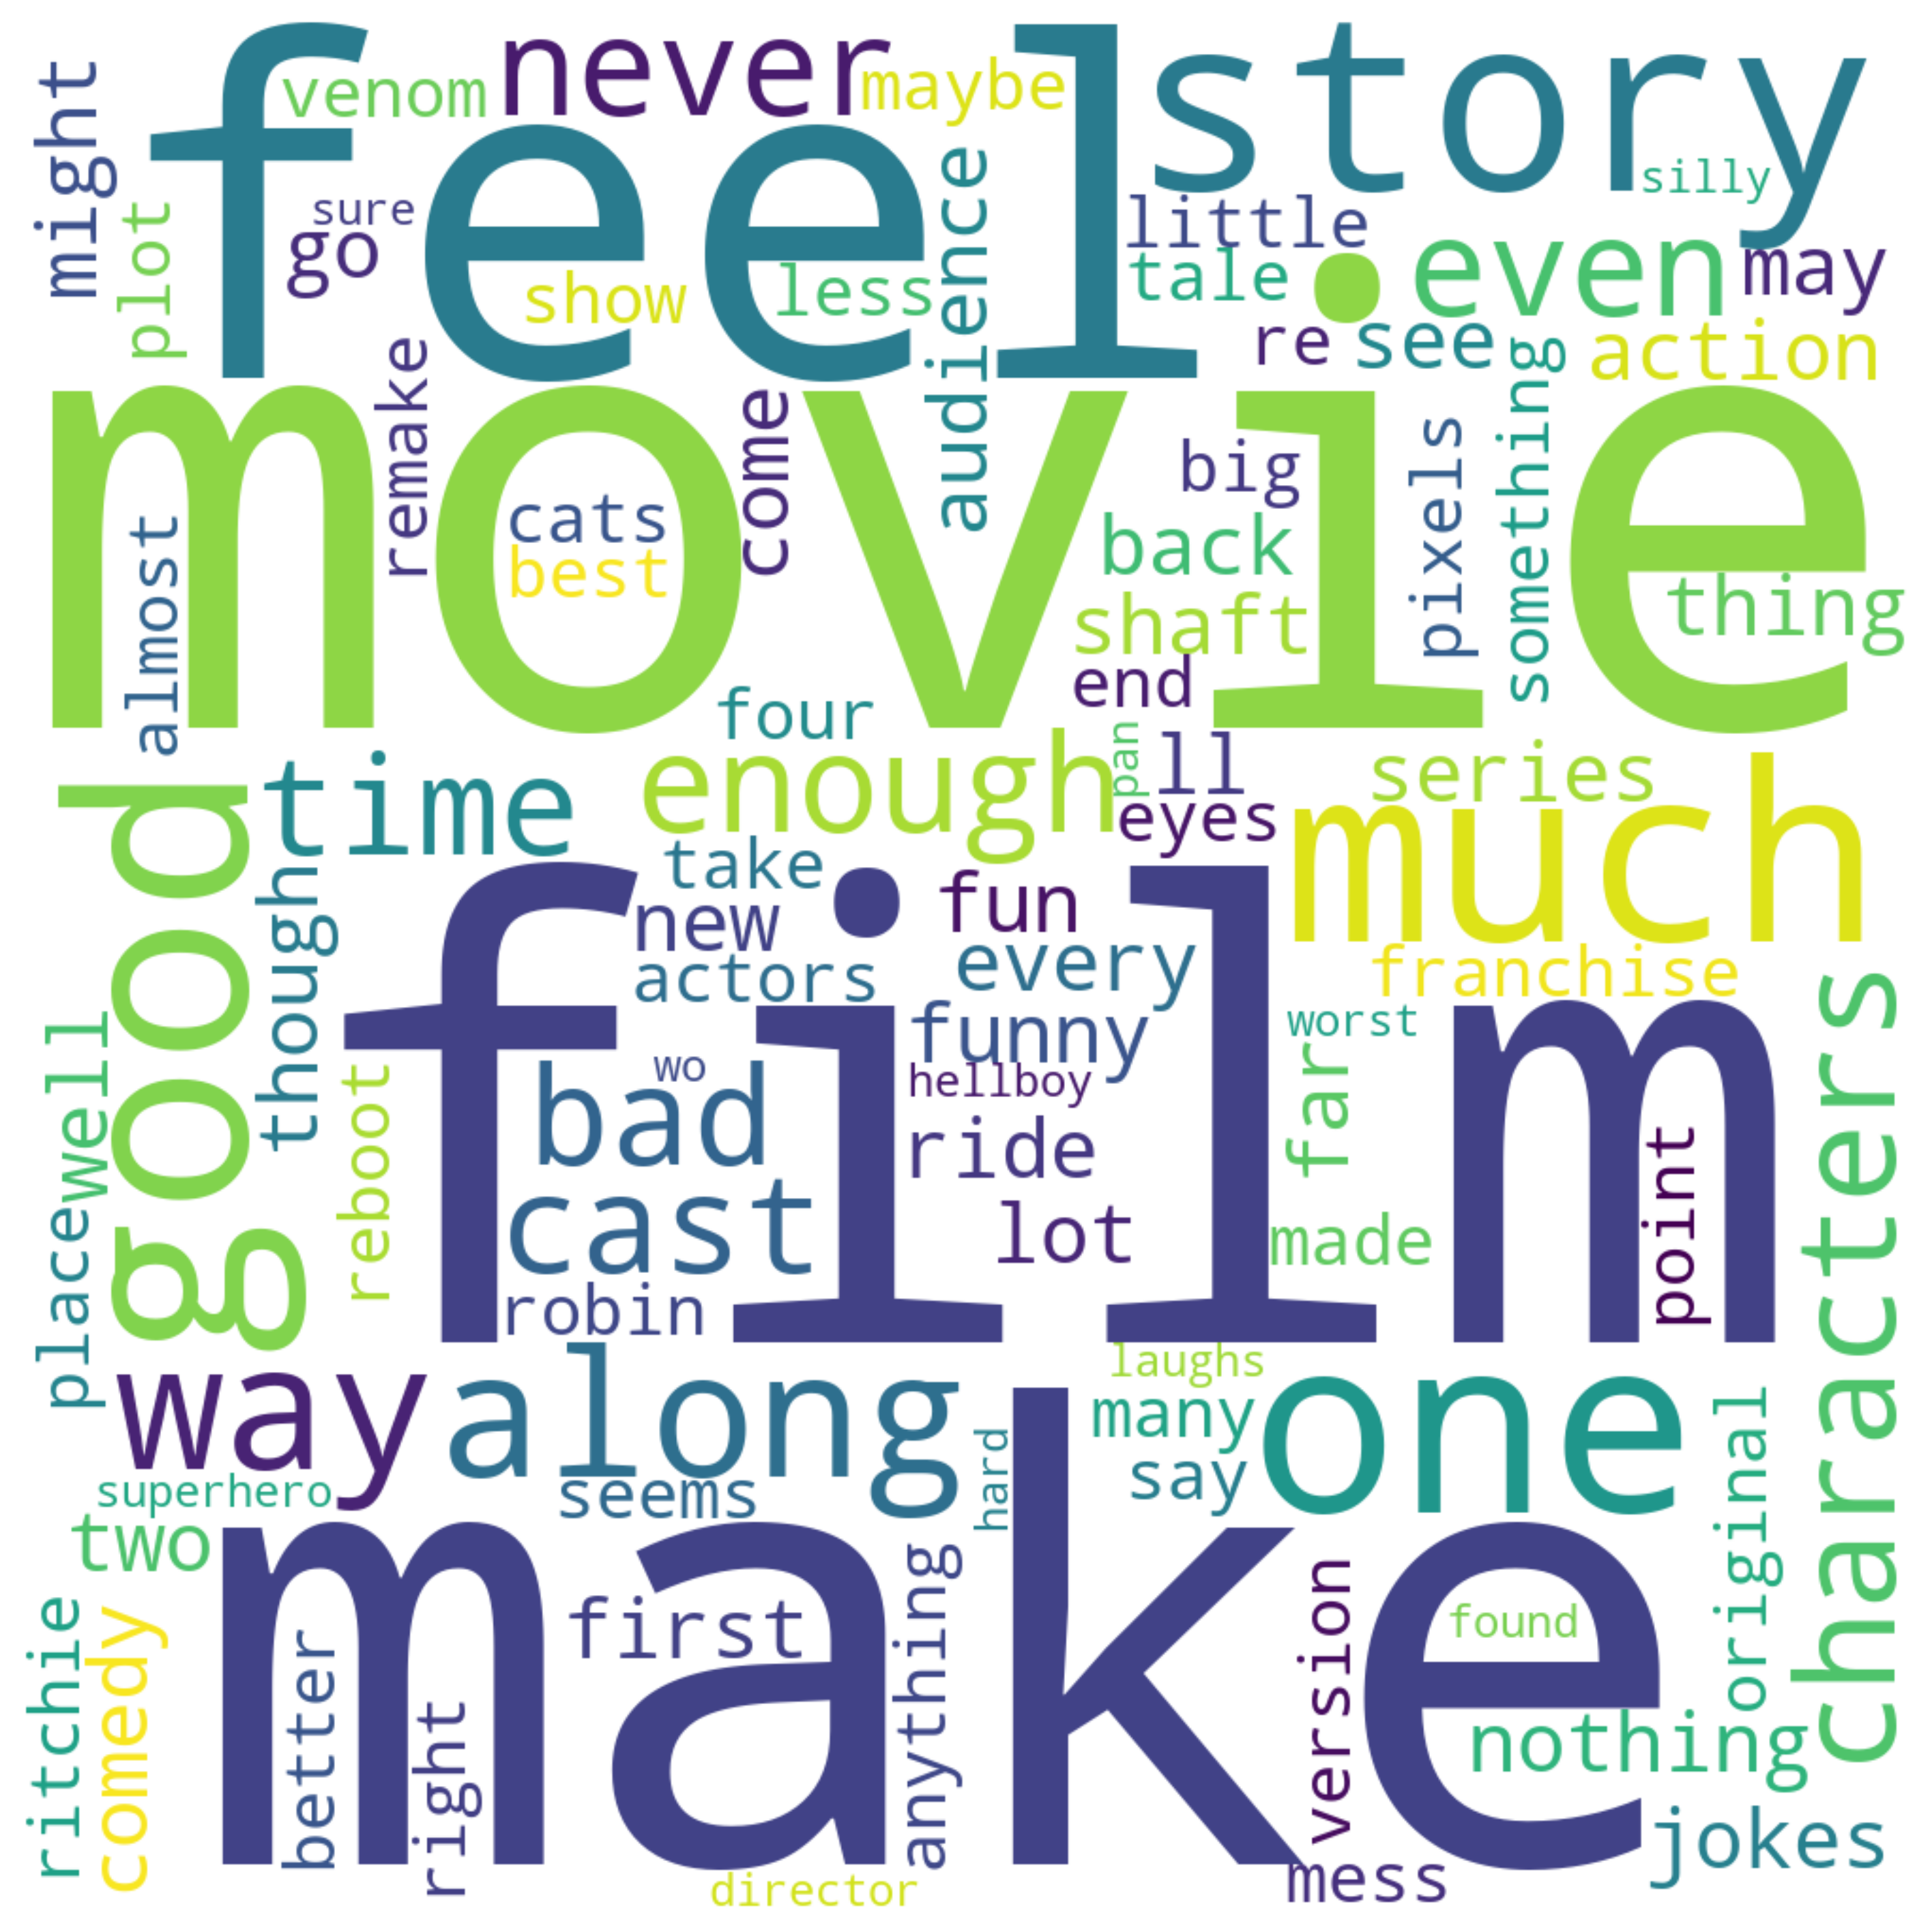 feel
story
never
venom
maybe
might
silly
plot
sure
go
show
less
audience
little
tale
even
may
re
see
action
movie
remake
come
cats
best
almost
big
back
shaft
end
pixels
something
thing
four
good
time
enough
pan
ll
eyes
series
much
though
take
new
actors
fun
every
franchise
film
funny
worst
far
well
reboot
wo
bad
hellboy
ride
cast
lot
made
point
characters
place
robin
laughs
way
along
many
one
say
hard
original
superhero
seems
two
make
first
anything
version
found
ritchie
comedy
better
right
nothing
jokes
mess
director